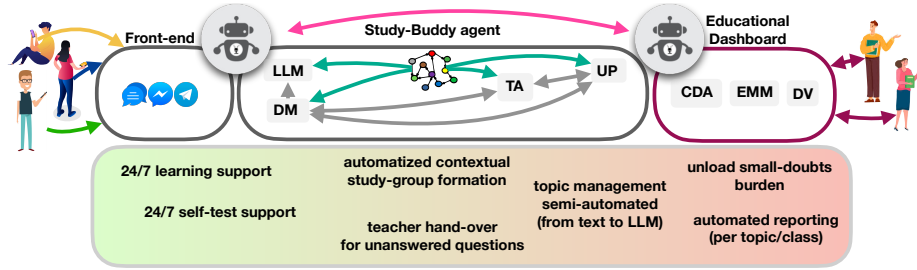 Front-end
Study-Buddy agent
Educational
Dashboard
LLM
DM
TA
UP
CDA
EMM
DV
24/7 learning support
24/7 self-test support
automatized contextual
study-group formation
teacher hand-over
for unanswered questions
topic management
semi-automated
(from text to LLM)
unload small-doubts
burden
automated reporting
(per topic/class)